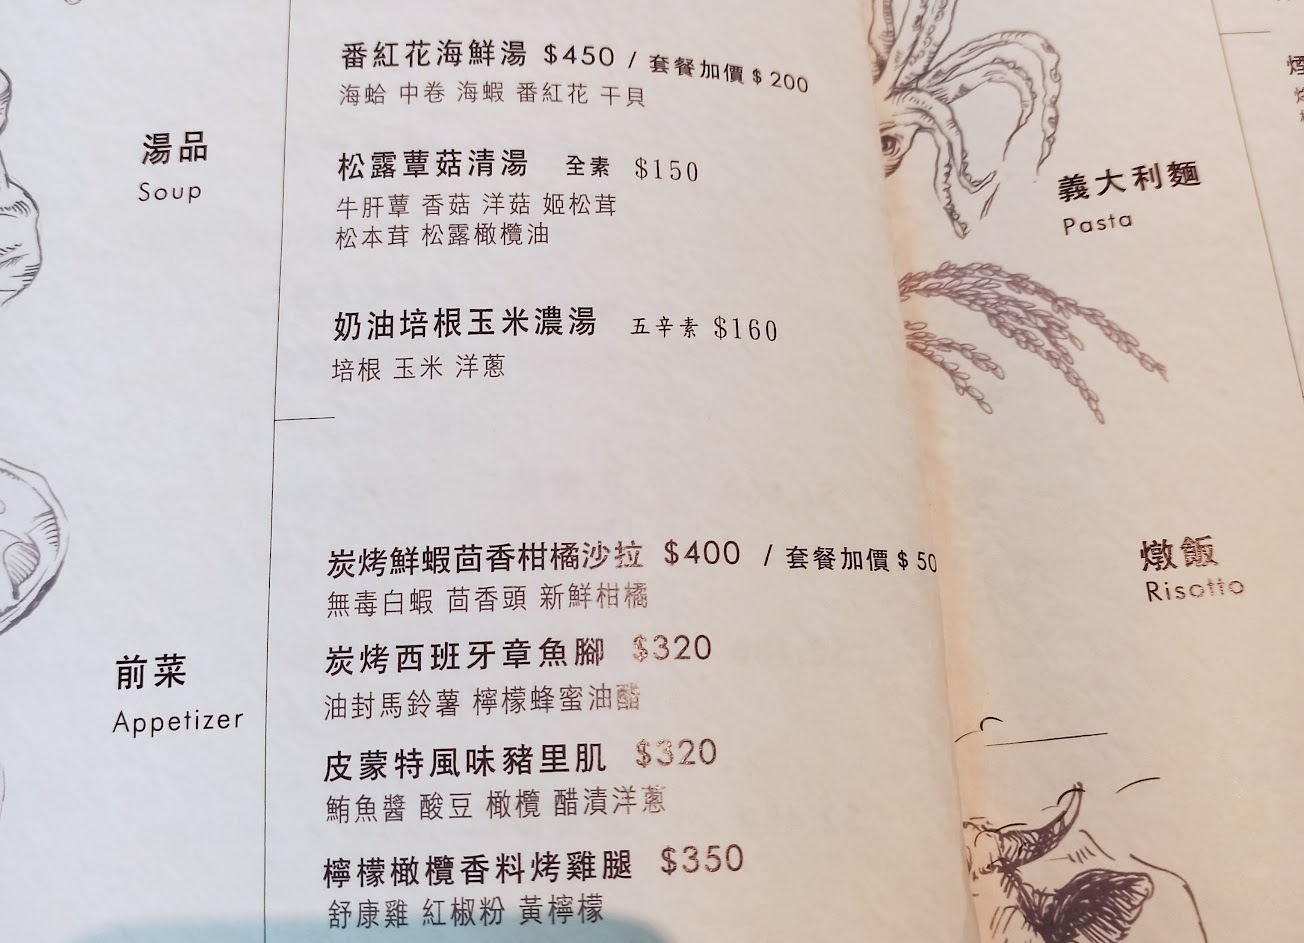 湯品
Soup
番紅花海鮮湯 $450 / 套餐加價 $ 200
海蛤 中卷 海蝦 番紅花 干貝
松露蕈菇清湯 全素 $150
牛肝蕈 香菇 洋菇 姬松茸
松本茸 松露橄欖油
奶油培根玉米濃湯 五辛素 $160
培根 玉米 洋蔥
前菜
Appetizer
炭烤鮮蝦茴香柑橘沙拉 $400 / 套餐加價 $ 50
無毒白蝦 茴香頭 新鮮柑橘
炭烤西班牙章魚腳 $320
油封馬鈴薯 檸檬蜂蜜油醋
皮蒙特風味豬里肌 $320
鮪魚醬 酸豆 橄欖 醋漬洋蔥
檸檬橄欖香料烤雞腿 $350
舒康雞 紅椒粉 黃檸檬
義大利麵
Pasta
燉飯
Risotto